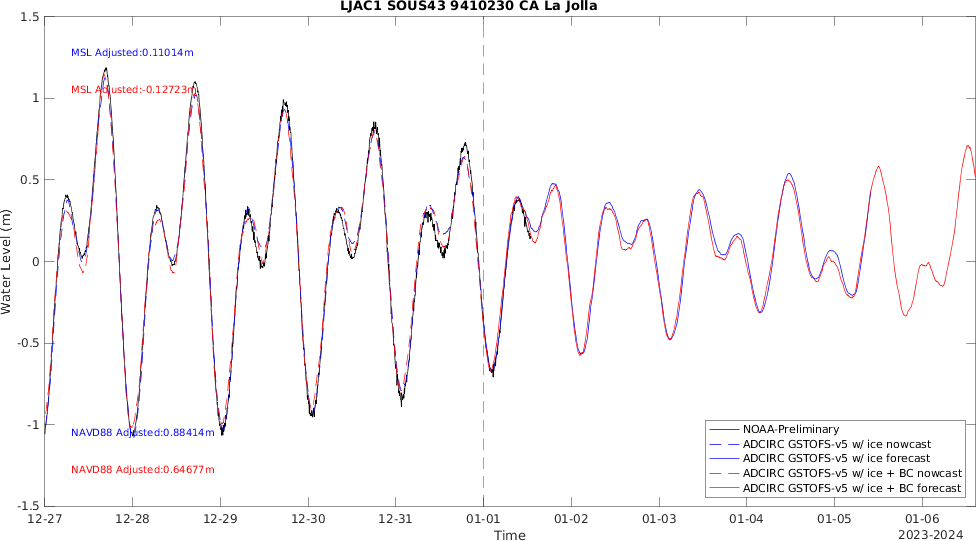 LJAC1 SOUS43 9410230 CA La Jolla
1.5
MSL Adjusted:0.11014m
1
MSL Adjusted:-0.12723m
0.5
Water Level (m)
0
-0.5
-1
NAVD88 Adjusted:0.88414m
NAVD88 Adjusted:0.64677m
-1.5
NOAA-Preliminary
ADCIRC GSTOFS-v5 w/ ice nowcast
ADCIRC GSTOFS-v5 w/ ice forecast
ADCIRC GSTOFS-v5 w/ ice + BC nowcast
ADCIRC GSTOFS-v5 w/ ice + BC forecast
12-27 12-28 12-29 12-30 12-31 01-01 01-02 01-03 01-04 01-05 01-06
Time
2023-2024